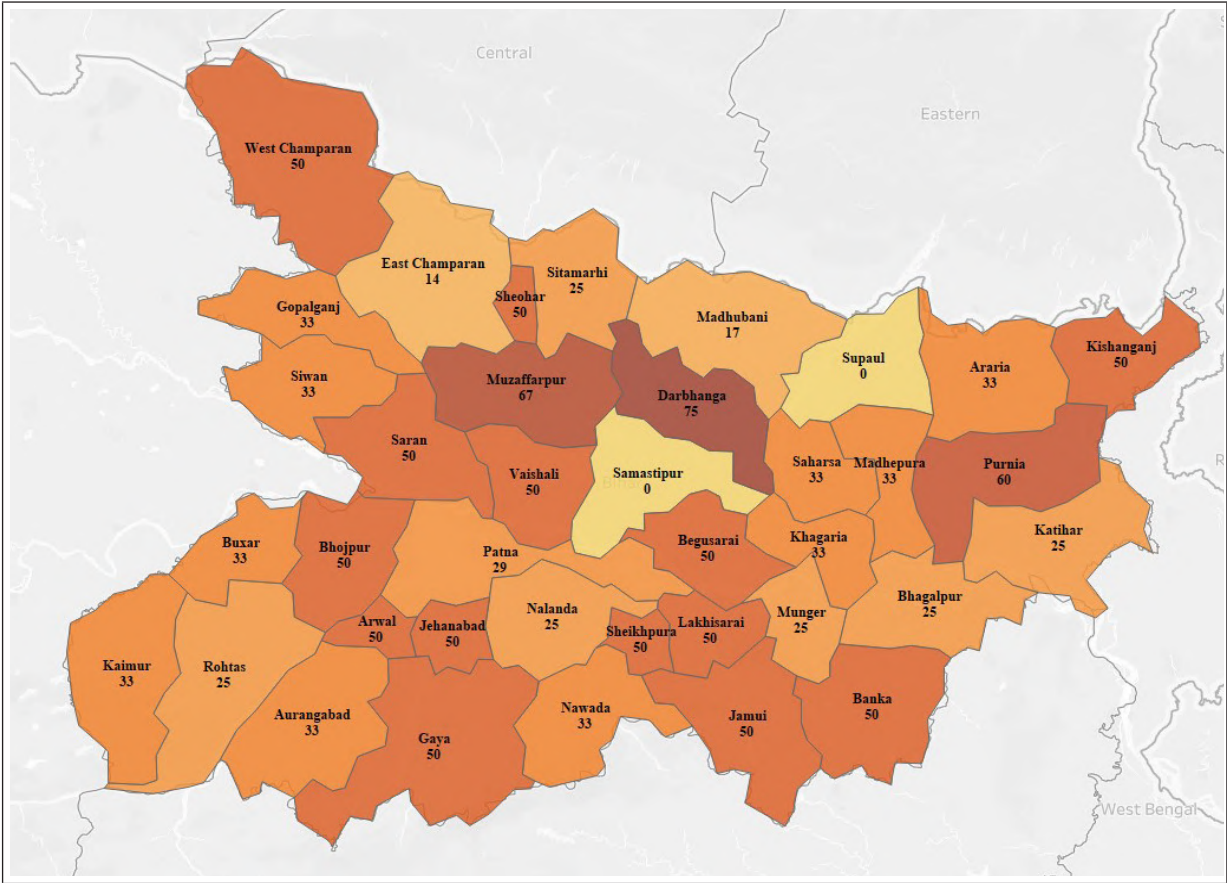 Central
Eastern
West Champaran
50
East Champaran
14
Sitamarhi
25
Sheohar
50
Gopalganj
33
Madhubani
17
Supaul
0
Araria
33
Kishanganj
50
Siwan
33
Muzaffarpur
67
Darbhanga
75
Saran
50
Vaishali
50
Samastipur
0
Saharsa
33
Madhepura
33
Purnia
60
Katihar
25
Buxar
33
Bhojpur
50
Patna
29
Begusarai
50
Khagaria
33
Bhagalpur
25
Nalanda
25
Munger
25
Arwal
50
Jehanabad
50
Sheikhpura
50
Lakhisarai
50
Kaimur
33
Rohtas
25
Aurangabad
33
Gaya
50
Nawada
33
Jamui
50
Banka
50
West Bengal